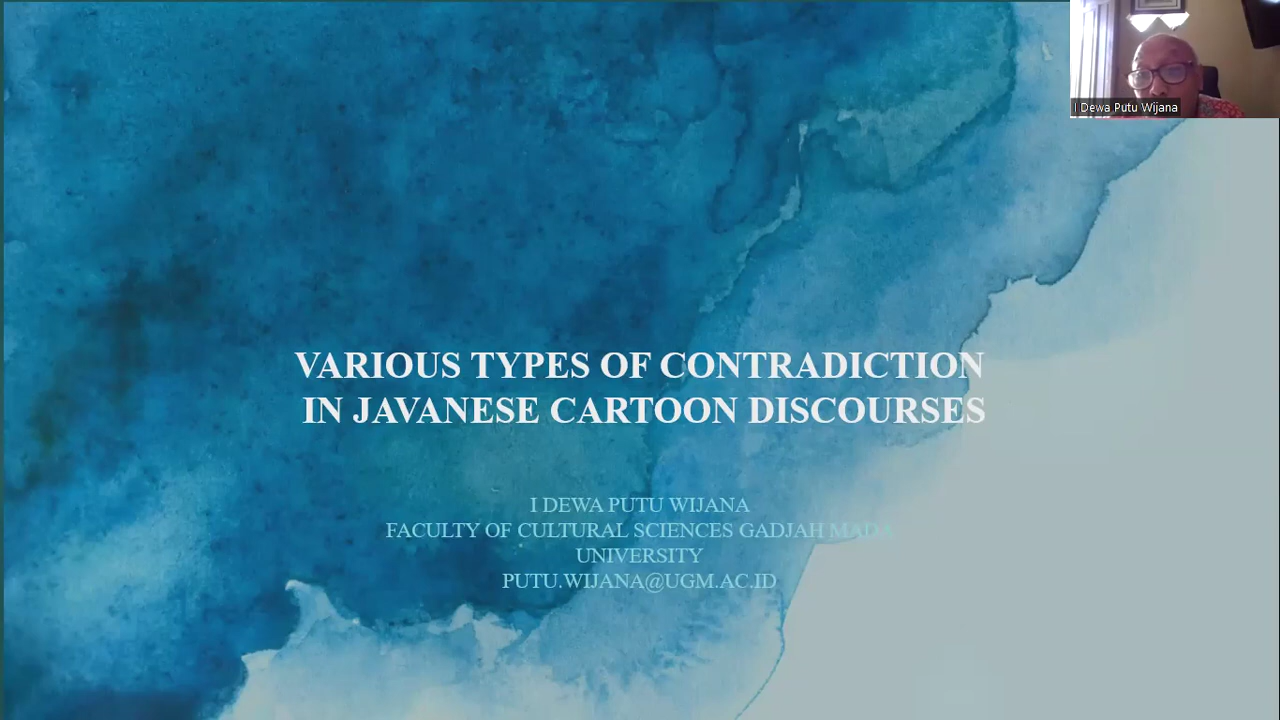 I Dewa Putu Wijana
VARIOUS TYPES OF CONTRADICTION
IN JAVANESE CARTOON DISCOURSES
I DEWA PUTU WIJANA
FACULTY OF CULTURAL SCIENCES GADJAH MADA
UNIVERSITY
PUTU.WIJANA@UGM.AC.ID